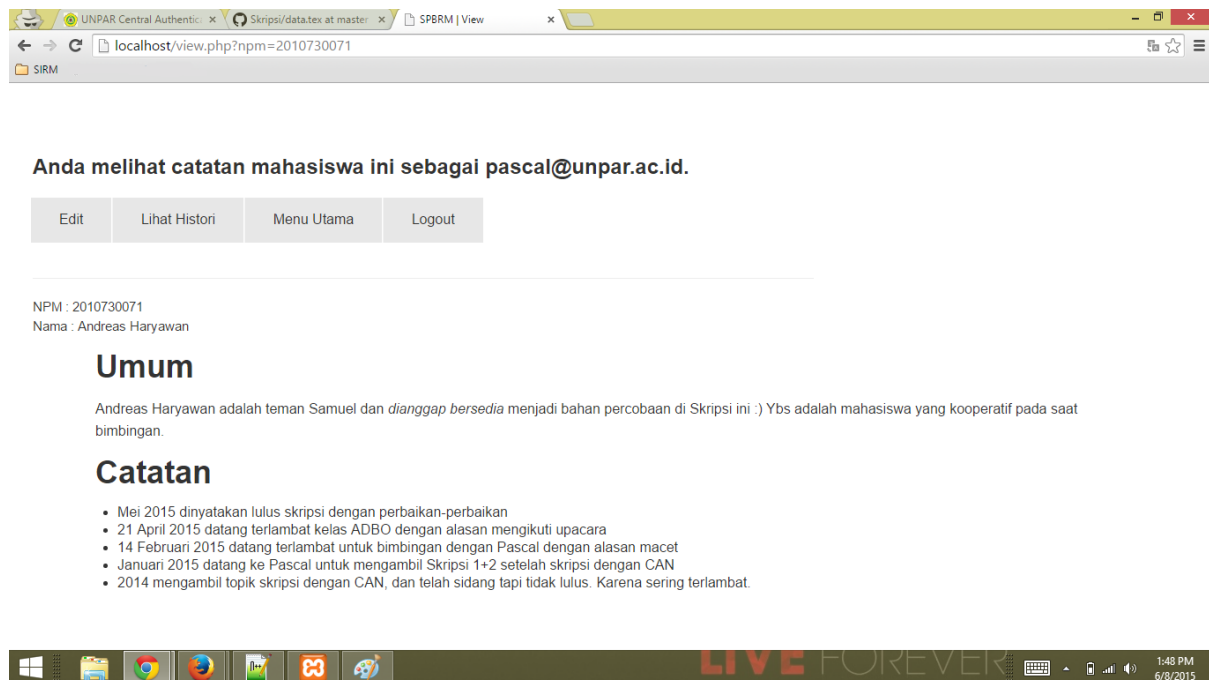 UNPAR Central Authentic
Skripsi/data.tex at master
SPBRM | View
localhost/view.php?npm=2010730071
SIRM
Anda melihat catatan mahasiswa ini sebagai pascal@unpar.ac.id.
Edit
Lihat Histori
Menu Utama
Logout
NPM : 2010730071
Nama : Andreas Haryawan
Umum
Andreas Haryawan adalah teman Samuel dan dianggap bersedia menjadi bahan percobaan di Skripsi ini :) Ybs adalah mahasiswa yang kooperatif pada saat
bimbingan.
Catatan
• Mei 2015 dinyatakan lulus skripsi dengan perbaikan-perbaikan
• 21 April 2015 datang terlambat kelas ADBO dengan alasan mengikuti upacara
• 14 Februari 2015 datang terlambat untuk bimbingan dengan Pascal dengan alasan macet
• Januari 2015 datang ke Pascal untuk mengambil Skripsi 1+2 setelah skripsi dengan CAN
• 2014 mengambil topik skripsi dengan CAN, dan telah sidang tapi tidak lulus. Karena sering terlambat.
LIVE FOREVER
1:48 PM
6/8/2015